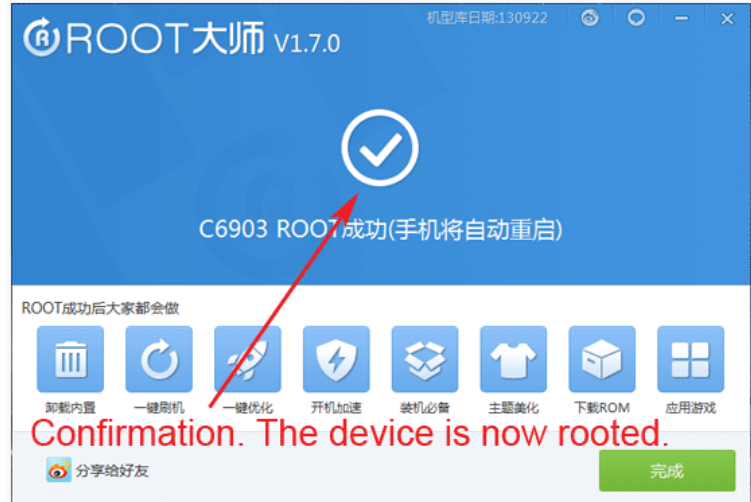 ROOT大师 V1.7.0
机型库日期:130922
C6903 ROOT成功(手机将自动重启)
ROOT成功后大家都会做
卸载内置 一键刷机 一键优化 开机加速 装机必备 主题美化 下载ROM 应用游戏
Confirmation. The device is now rooted.
分享给好友
完成